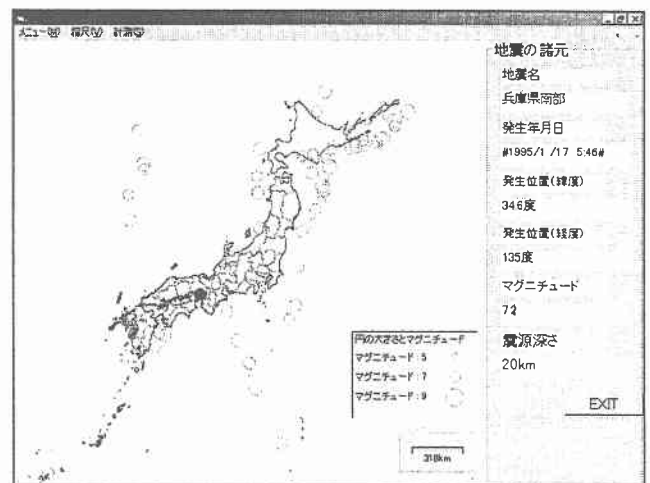 メニュー(M) 縮尺(V) 計測(C)
地震の諸元
地震名
兵庫県南部
発生年月日
#1995/1 /17 5:46#
発生位置(緯度)
346度
発生位置(経度)
135度
マグニチュード
72
震源深さ
20km
EXIT
円の大きさとマグニチュード
マグニチュード:5
マグニチュード:7
マグニチュード:9
318km